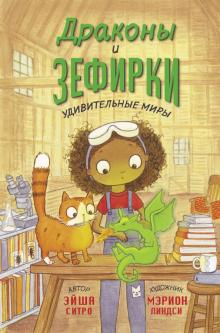 Драконы
и
ЗЕФИРКИ
УДИВИТЕЛЬНЫЕ МИРЫ
АВТОР
ЭЙША
СИТРО
ХУДОЖНИК
МЭРИОН
ЛИНДСИ